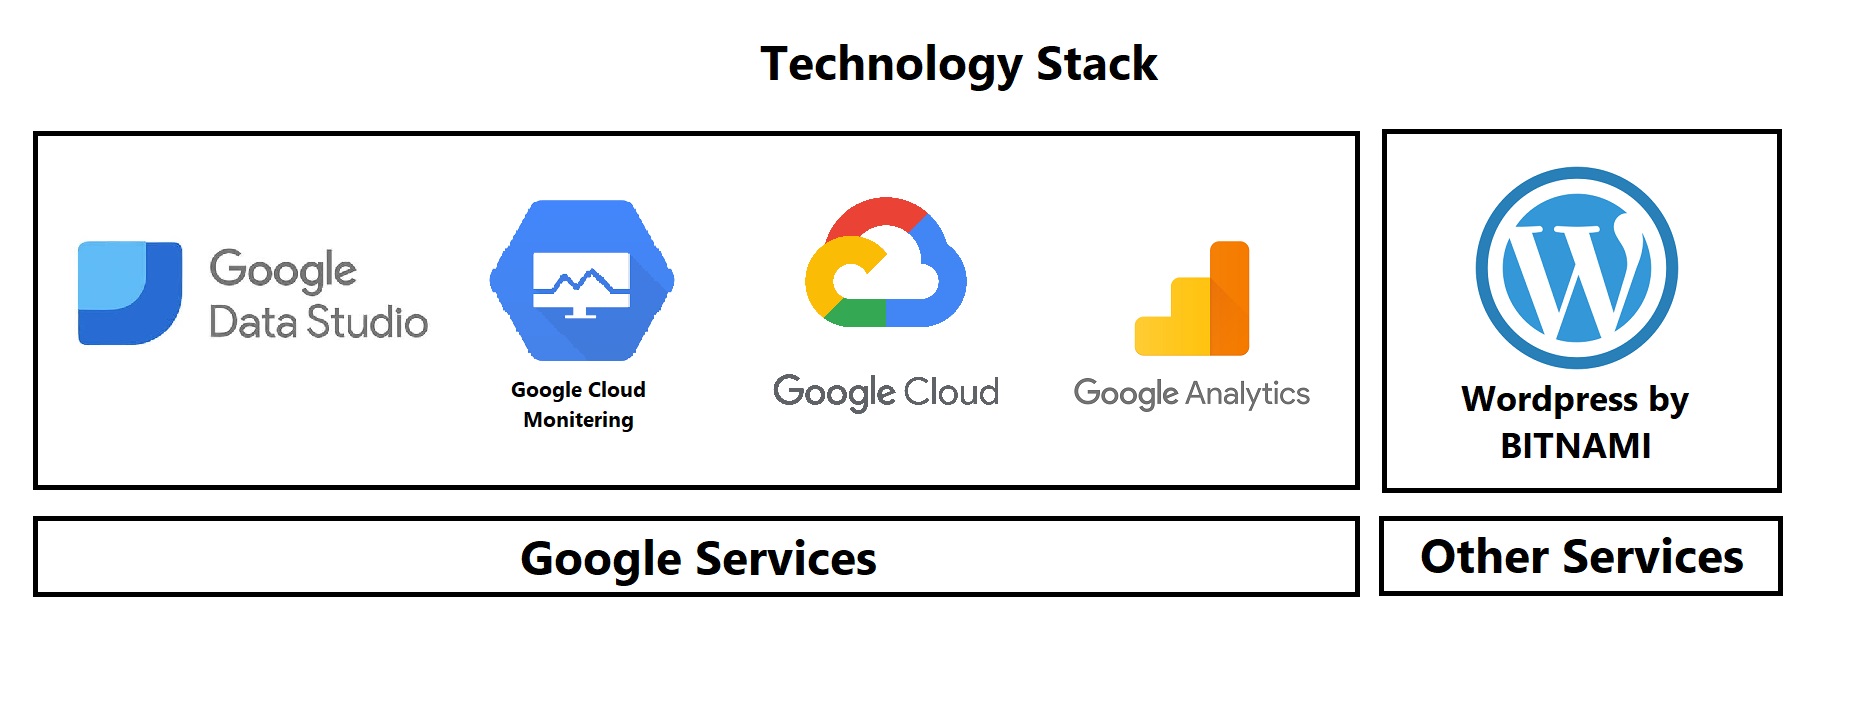 Technology Stack
Google
Data Studio
Google Cloud
Monitering
Google Cloud
Google Analytics
Wordpress by
BITNAMI
Google Services
Other Services